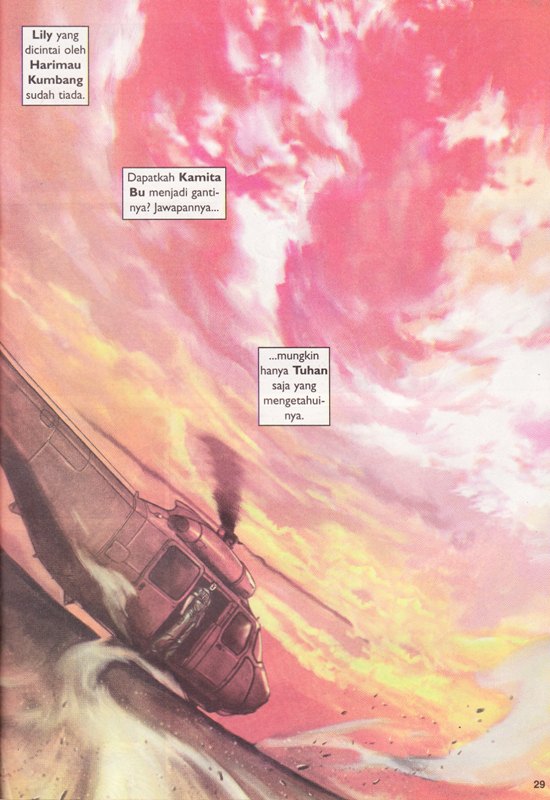 Lily yang
dicintai oleh
Harimau
Kumbang
sudah tiada.
Dapatkah Kamita
Bu menjadi ganti-
nya? Jawapannya...
...mungkin
hanya Tuhan
saja yang
mengetahui-
nya.
29